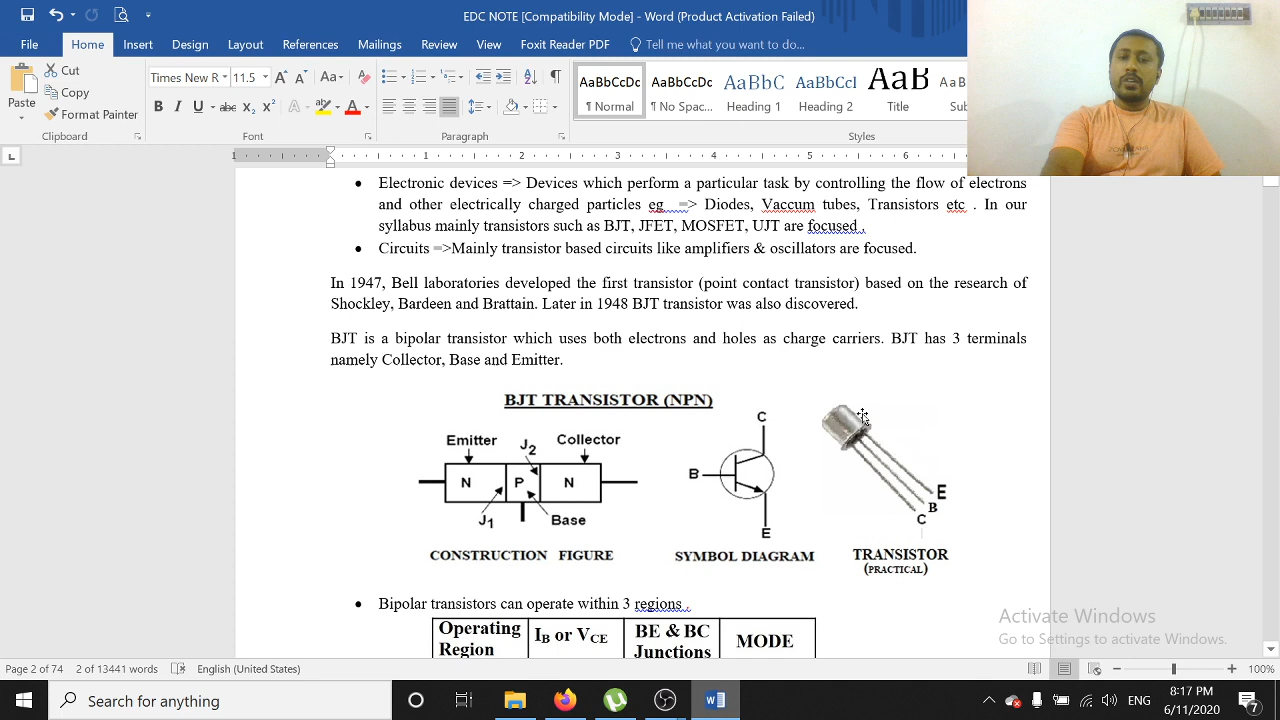 EDC NOTE [Compatibility Mode] - Word (Product Activation Failed)
File Home Insert Design Layout References Mailings Review View Foxit Reader PDF Tell me what you want to do...
Paste
Cut
Copy
Format Painter
Times New R 11.5
AaBbCcDc AaBbCcDc AaBbC AaBbCcI AaB
¶ Normal ¶ No Spac... Heading 1 Heading 2 Title Sub
Clipboard Font Paragraph Styles
1 1 2 3 4 5 6
• Electronic devices => Devices which perform a particular task by controlling the flow of electrons
and other electrically charged particles eg => Diodes, Vaccum tubes, Transistors etc . In our
syllabus mainly transistors such as BJT, JFET, MOSFET, UJT are focused .
• Circuits =>Mainly transistor based circuits like amplifiers & oscillators are focused.
In 1947, Bell laboratories developed the first transistor (point contact transistor) based on the research of
Shockley, Bardeen and Brattain. Later in 1948 BJT transistor was also discovered.
BJT is a bipolar transistor which uses both electrons and holes as charge carriers. BJT has 3 terminals
namely Collector, Base and Emitter.
BJT TRANSISTOR (NPN)
Emitter J2 Collector
N P N
J1 Base
CONSTRUCTION FIGURE
C
B
E
SYMBOL DIAGRAM
E
B
C
TRANSISTOR
(PRACTICAL)
• Bipolar transistors can operate within 3 regions .
Operating Region
IB or VCE
BE & BC Junctions
MODE
Activate Windows
Go to Settings to activate Windows.
Page 2 of 74 2 of 13441 words English (United States) 100%
Search for anything
ENG
8:17 PM
6/11/2020
7